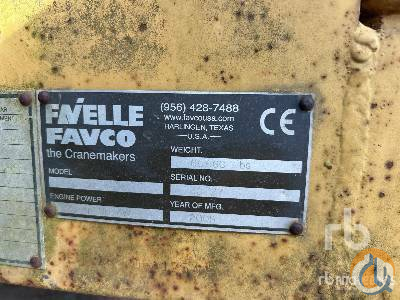 FAVELLE
FAVCO
the Cranemakers
MODEL
ENGINE POWER
(956) 428-7488
www.favcousa.com
HARLINGEN, TEXAS
-U.S.A.-
WEIGHT.
SERIAL NO.
YEAR OF MFG.
CE
rb